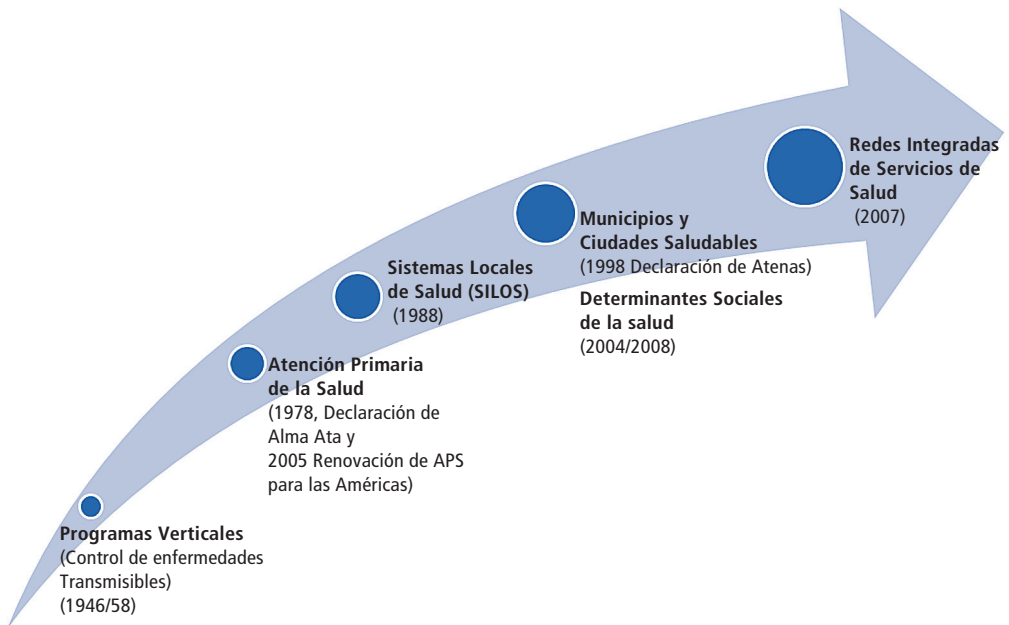 Redes Integradas
de Servicios de
Salud
(2007)
Municipios y
Ciudades Saludables
(1998 Declaración de Atenas)
Determinantes Sociales
de la salud
(2004/2008)
Sistemas Locales
de Salud (SILOS)
(1988)
Atención Primaria
de la Salud
(1978, Declaración de
Alma Ata y
2005 Renovación de APS
para las Américas)
Programas Verticales
(Control de enfermedades
Transmisibles)
(1946/58)